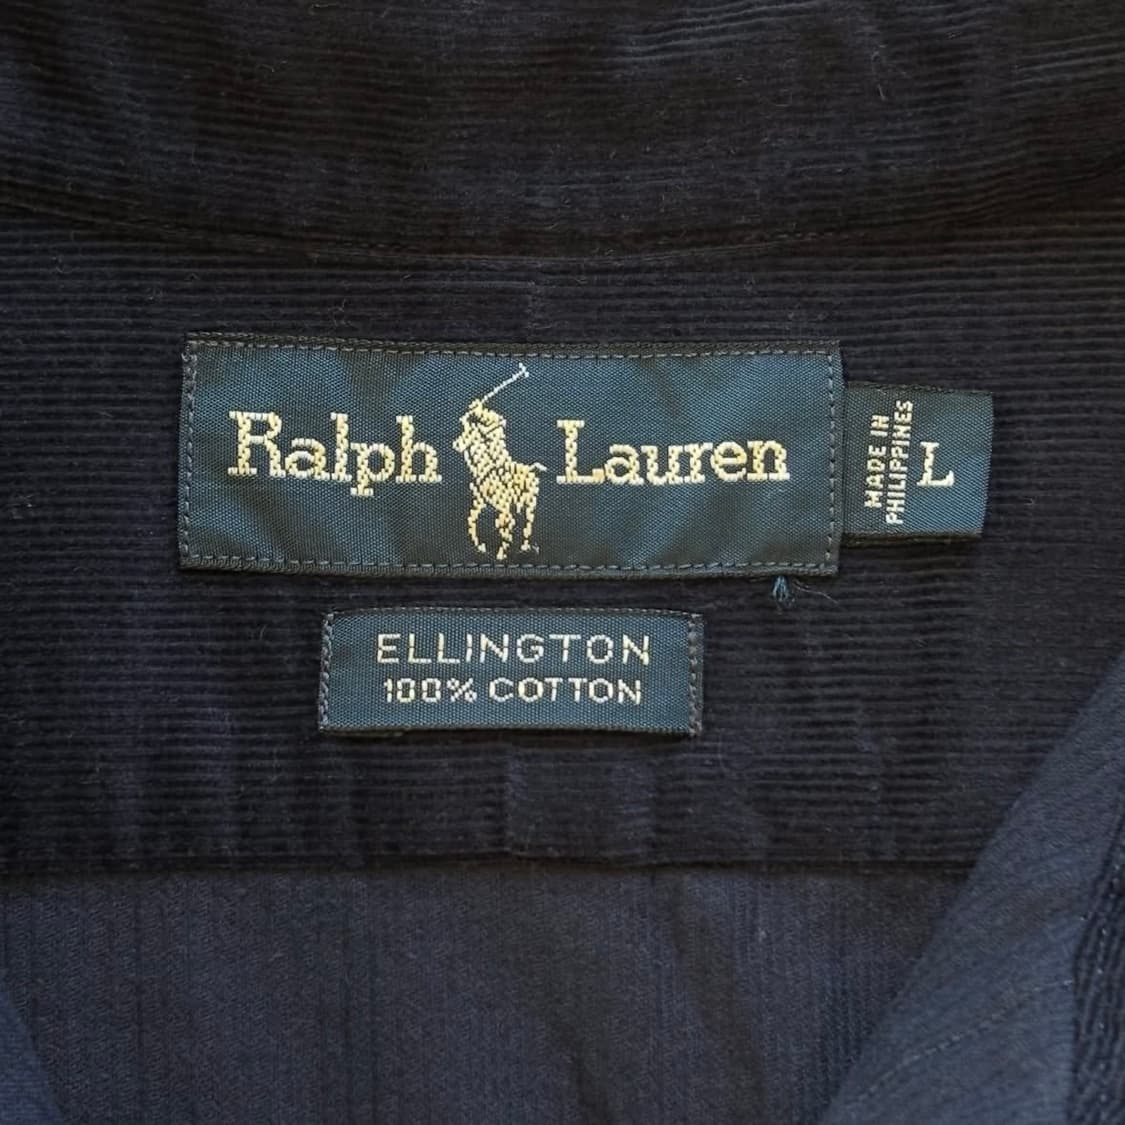 Ralph Lauren
MADE IN
PHILIPPINES
L
ELLINGTON
100% COTTON